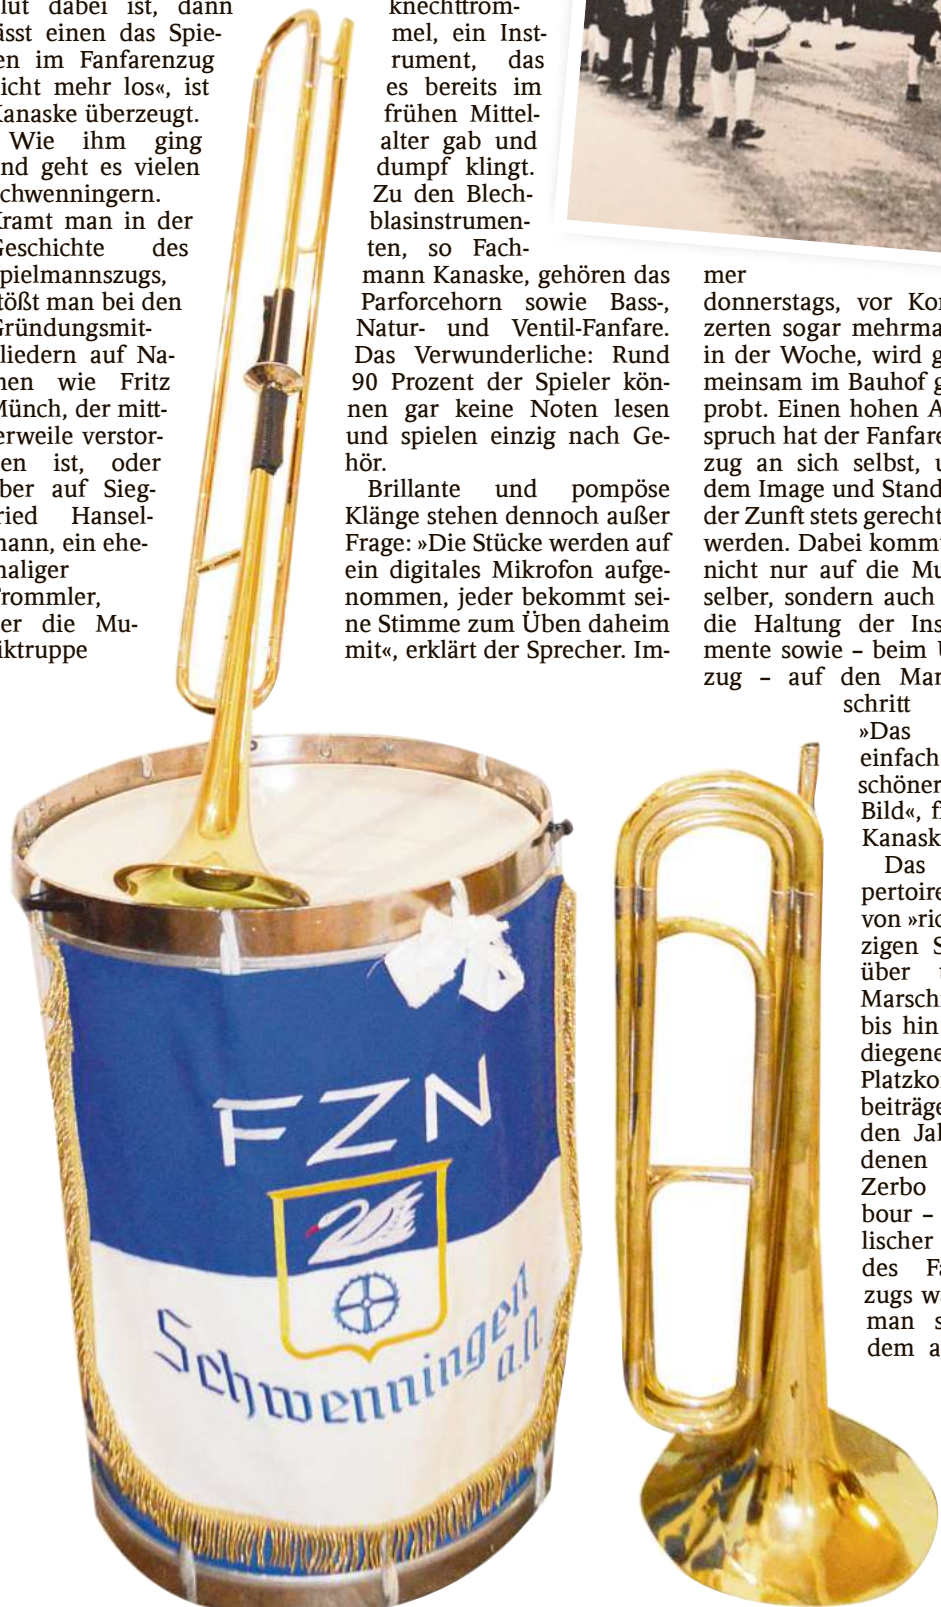 dabei ist, dann
einen das Spie-
im Fanfarenzug
mehr los«, ist
Kanaske überzeugt.
Wie ihm ging
und geht es vielen
Schwenningern.
Kramt man in der
Geschichte des
Spielmannszugs,
stößt man bei den
Gründungsmit-
gliedern auf Na-
men wie Fritz
Münch, der mitt-
lerweile verstor-
ben ist, oder
aber auf Sieg-
fried Hansel-
mann, ein ehe-
maliger
Trommler,
der die Mu-
siktruppe
knechttrom-
mel, ein Inst-
rument, das
es bereits im
frühen Mittel-
alter gab und
dumpf klingt.
Zu den Blech-
blasinstrumen-
ten, so Fach-
mann Kanaske, gehören das
Parforcehorn sowie Bass-,
Natur- und Ventil-Fanfare.
Das Verwunderliche: Rund
90 Prozent der Spieler kön-
nen gar keine Noten lesen
und spielen einzig nach Ge-
hör.
Brillante und pompöse
Klänge stehen dennoch außer
Frage: »Die Stücke werden auf
ein digitales Mikrofon aufge-
nommen, jeder bekommt sei-
ne Stimme zum Üben daheim
mit«, erklärt der Sprecher. Im-
mer
donnerstags, vor Kon
zerten sogar mehrma
in der Woche, wird g
meinsam im Bauhof g
probt. Einen hohen A
spruch hat der Fanfare
zug an sich selbst, u
dem Image und Stand
der Zunft stets gerecht
werden. Dabei kommt
nicht nur auf die Mu
selber, sondern auch
die Haltung der Ins
mente sowie – beim U
zug – auf den Mar
schritt
»Das
einfach
schöner
Bild«, f
Kanask
Das
pertoire
von »ric
zigen S
über t
Marsch
bis hin
diegene
Platzko
beiträge
den Jal
denen
Zerbo
bour –
lischer
des Fa
zugs wa
man s
dem a
FZN
Schwenningen
a.N.